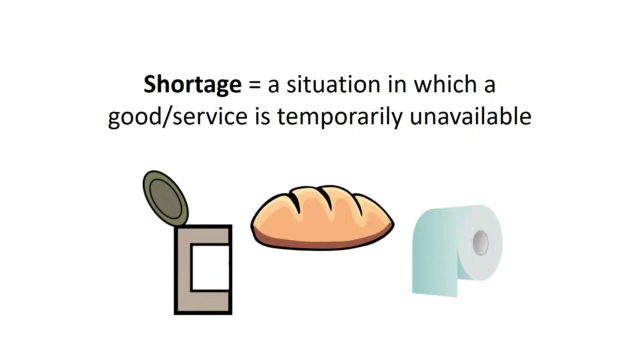 Shortage = a situation in which a
good/service is temporarily unavailable